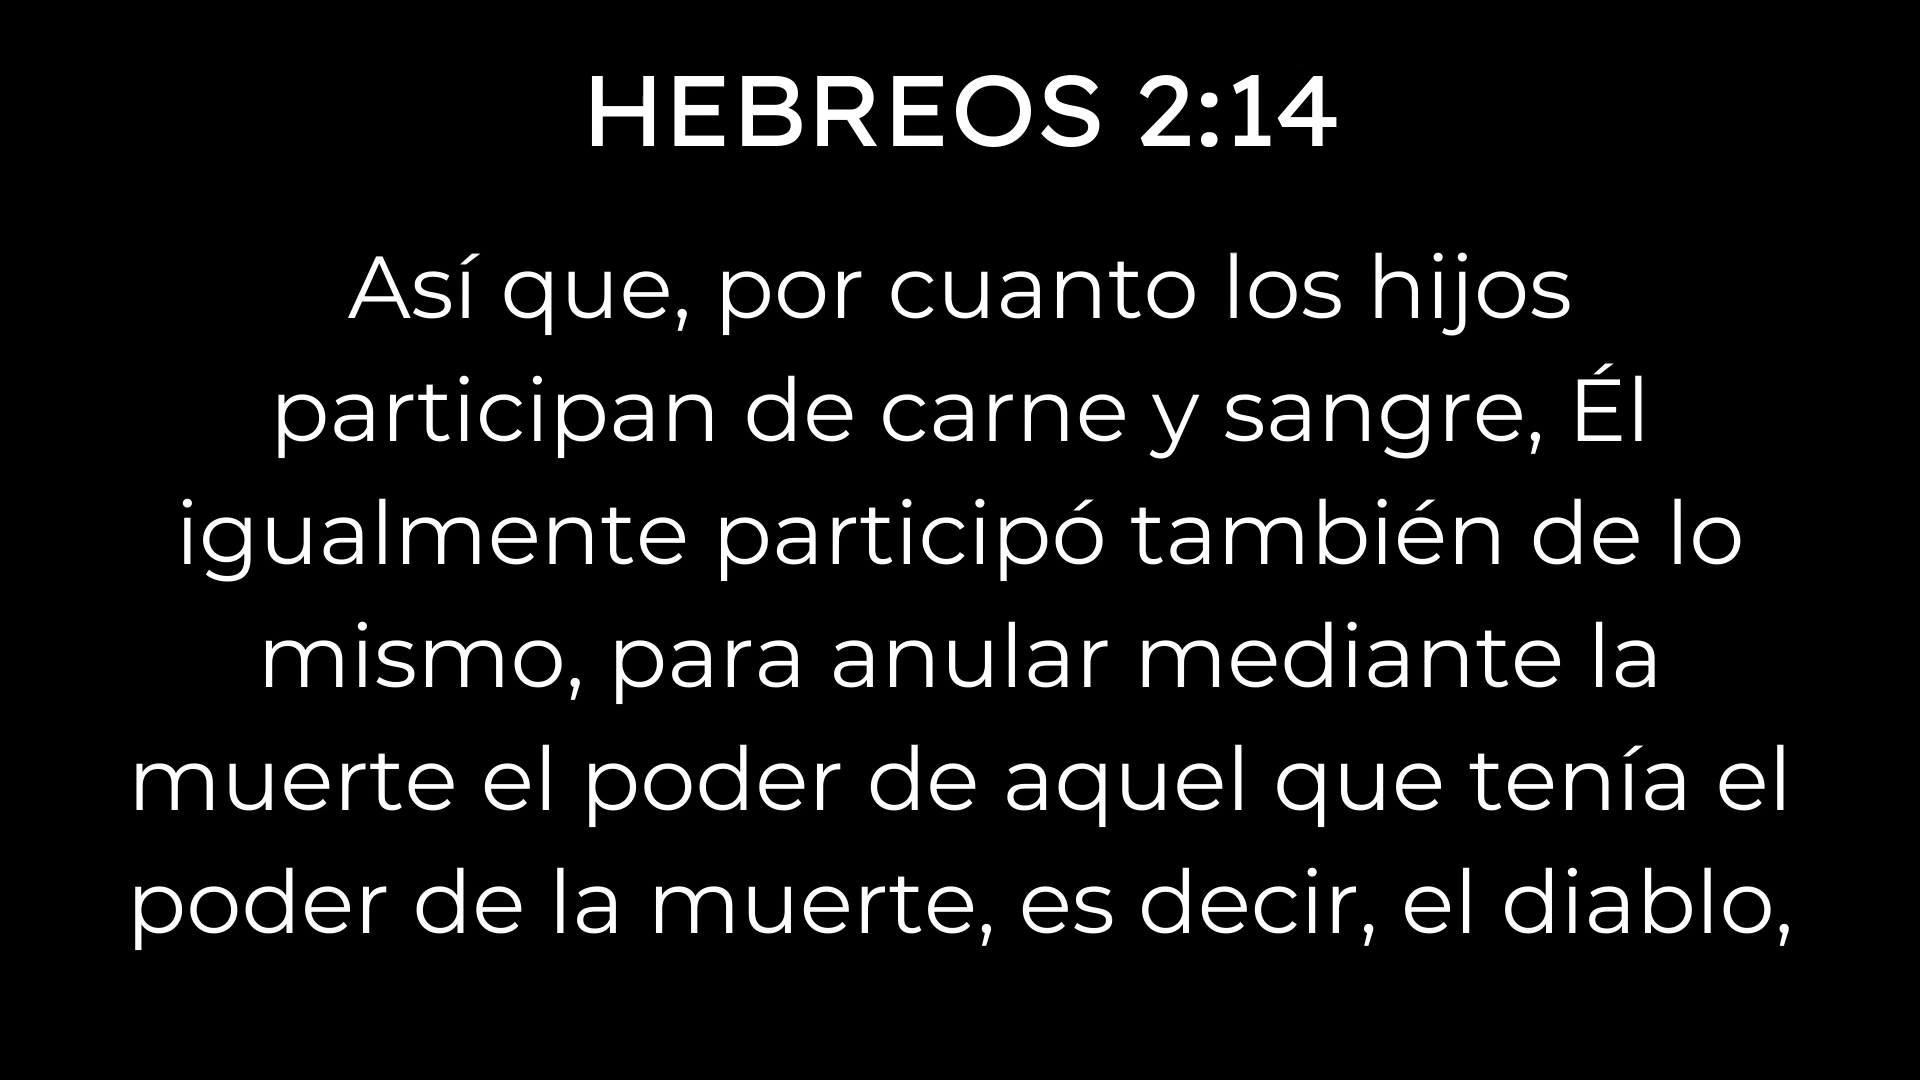 HEBREOS 2:14
Así que, por cuanto los hijos
participan de carne y sangre, Él
igualmente participó también de lo
mismo, para anular mediante la
muerte el poder de aquel que tenía el
poder de la muerte, es decir, el diablo,